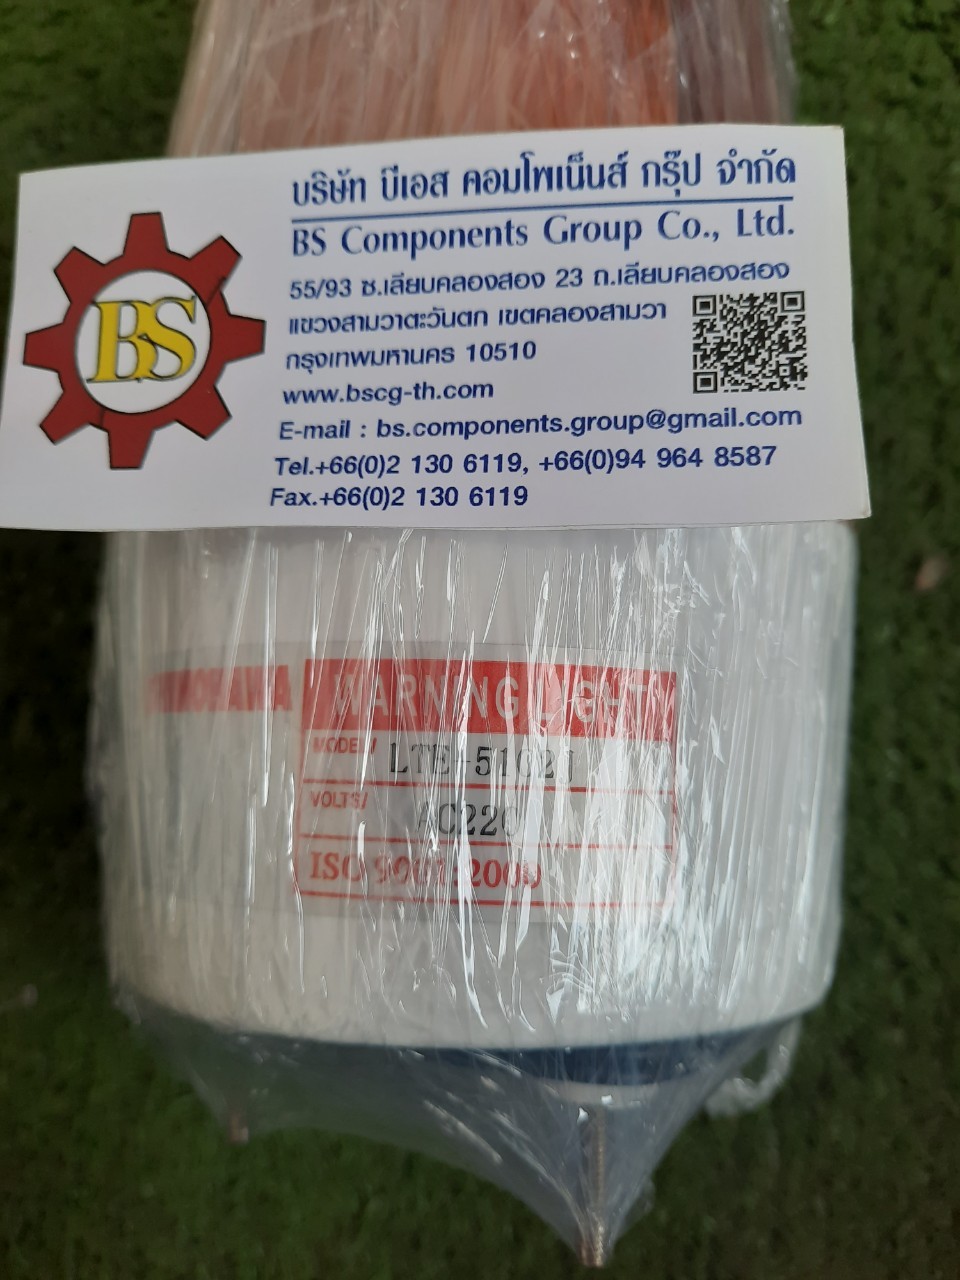 BS
บริษัท บีเอส คอมโพเน็นส์ กรุ๊ป จำกัด
BS Components Group Co., Ltd.
55/93 ซ.เลียบคลองสอง 23 ถ.เลียบคลองสอง
แขวงสามวาตะวันตก เขตคลองสามวา
กรุงเทพมหานคร 10510
www.bscg-th.com
E-mail : bs.components.group@gmail.com
Tel.+66(0)2 130 6119, +66(0)94 964 8587
Fax.+66(0)2 130 6119
WARNING LIGHT
MODEL/ LTE-5102J
VOLTS/ AC220
ISO 9001:2000